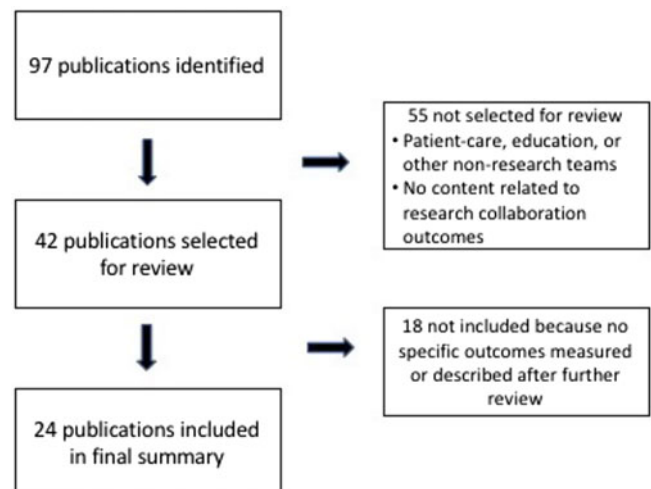 97 publications identified
55 not selected for review
• Patient-care, education, or
other non-research teams
• No content related to
research collaboration
outcomes
42 publications selected
for review
18 not included because no
specific outcomes measured
or described after further
review
24 publications included
in final summary